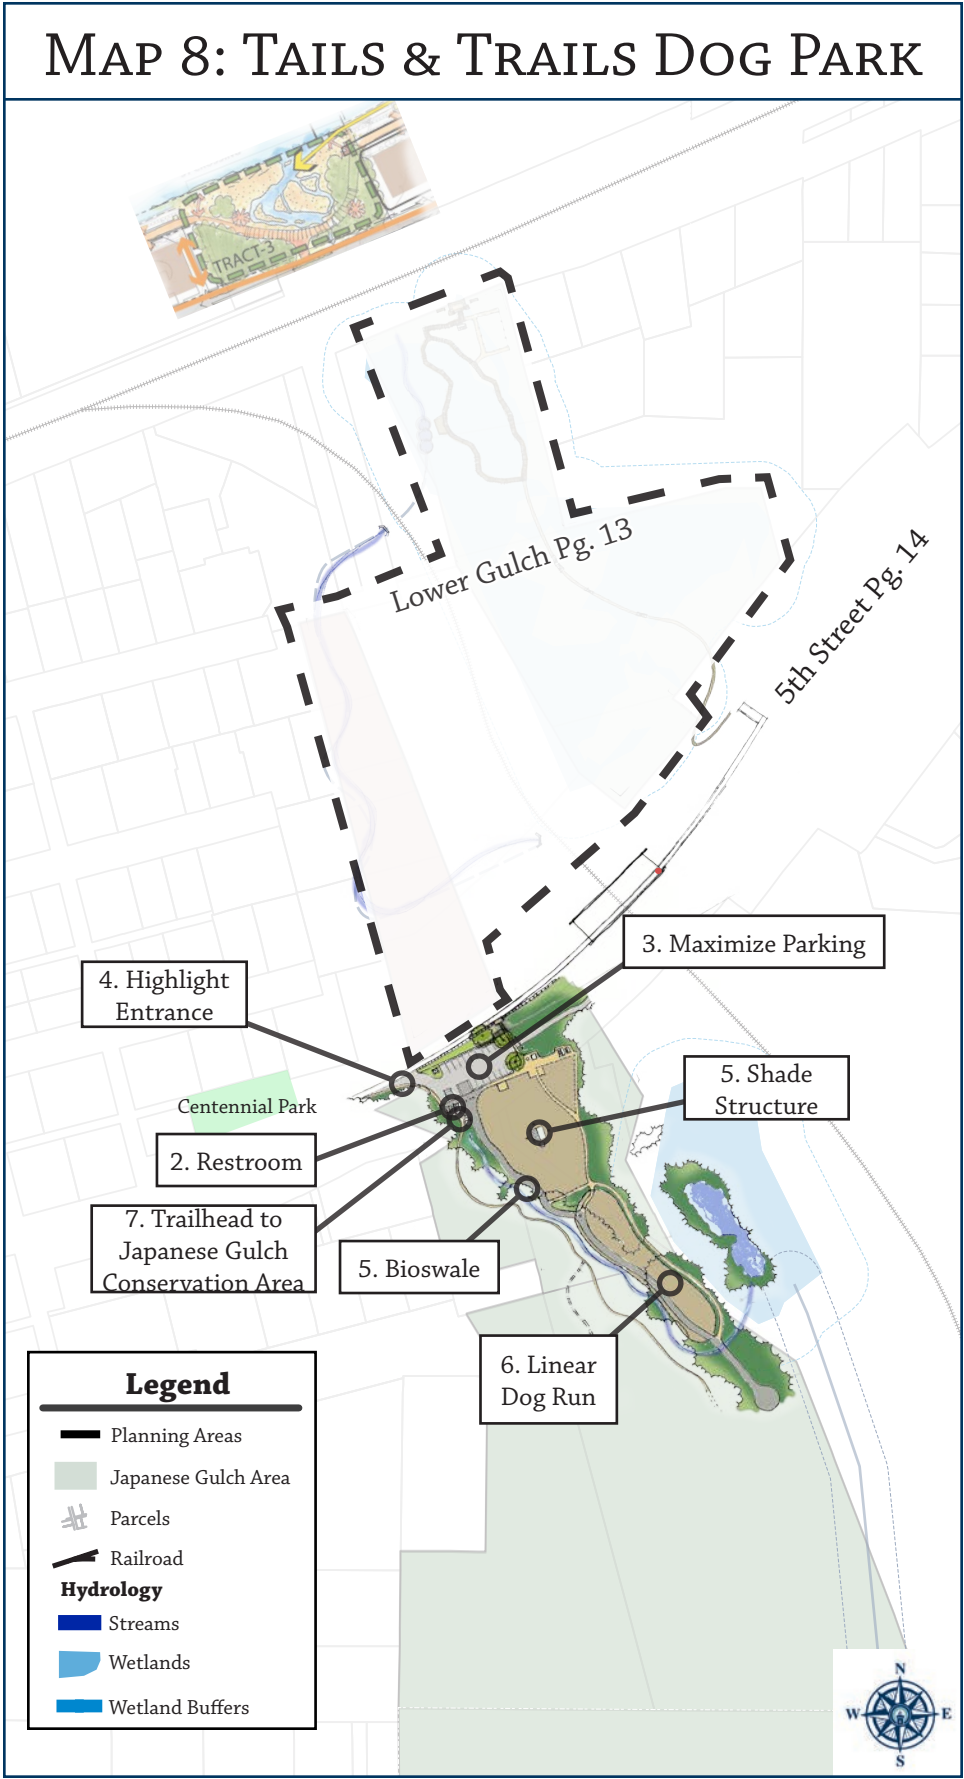 MAP 8: TAILS & TRAILS DOG PARK
TRACT-3
Lower Gulch Pg. 13
5th Street Pg. 14
3. Maximize Parking
4. Highlight
Entrance
5. Shade
Structure
Centennial Park
2. Restroom
7. Trailhead to
Japanese Gulch
Conservation Area
5. Bioswale
6. Linear
Dog Run
Legend
Planning Areas
Japanese Gulch Area
Parcels
Railroad
Hydrology
Streams
Wetlands
Wetland Buffers
N
W
E
S